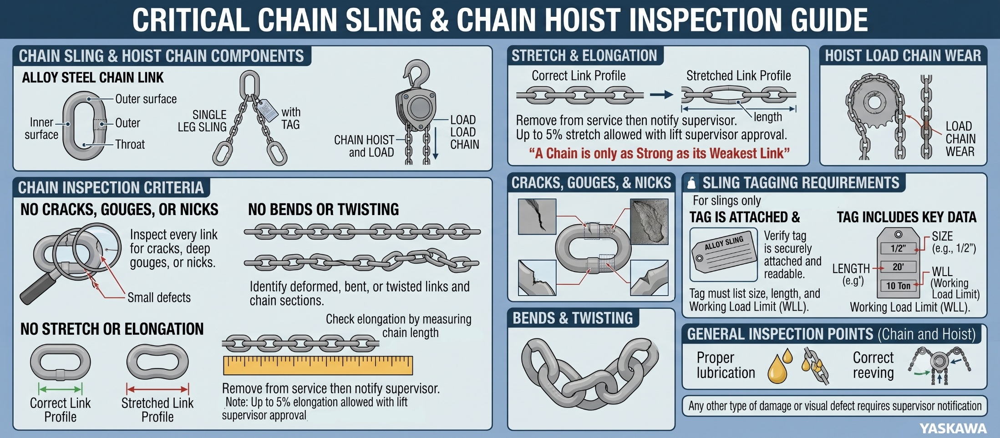 CRITICAL CHAIN SLING & CHAIN HOIST INSPECTION GUIDE
CHAIN SLING & HOIST CHAIN COMPONENTS
ALLOY STEEL CHAIN LINK
Outer surface
Inner
surface
Outer
Throat
SINGLE
LEG SLING
with
TAG
CHAIN HOIST
and LOAD
LOAD
LOAD
CHAIN
STRETCH & ELONGATION
Correct Link Profile
Stretched Link Profile
length
Remove from service then notify supervisor.
Up to 5% stretch allowed with lift supervisor approval.
“A Chain is only as Strong as its Weakest Link”
HOIST LOAD CHAIN WEAR
LOAD
CHAIN
WEAR
CHAIN INSPECTION CRITERIA
NO CRACKS, GOUGES, OR NICKS
Inspect every link
for cracks, deep
gouges, or nicks.
Small defects
NO BENDS OR TWISTING
Identify deformed, bent, or twisted links and
chain sections.
NO STRETCH OR ELONGATION
Correct Link
Profile
Stretched Link
Profile
Check elongation by measuring
chain length
Remove from service then notify supervisor.
Note: Up to 5% elongation allowed with lift
supervisor approval
CRACKS, GOUGES, & NICKS
BENDS & TWISTING
SLING TAGGING REQUIREMENTS
For slings only
TAG IS ATTACHED &
ALLOY SLING
Verify tag
is securely
attached and
readable.
Tag must list size, length, and
Working Load Limit (WLL).
TAG INCLUDES KEY DATA
1/2”
20'
10 Ton
SIZE
(e.g., 1/2”)
LENGTH
(e.g')
WLL
(Working
Load Limit)
Working Load Limit (WLL).
GENERAL INSPECTION POINTS (Chain and Hoist)
Proper
lubrication
Correct
reeving
Any other type of damage or visual defect requires supervisor notification
YASKAWA